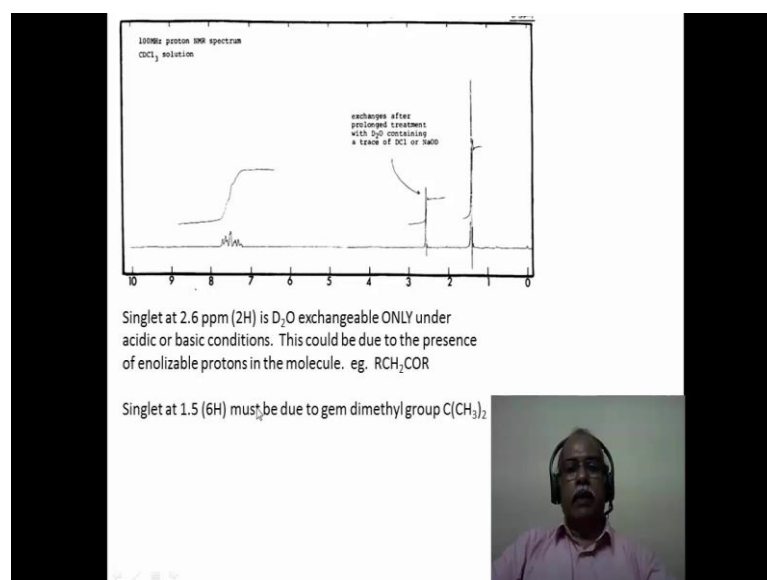 100MHz proton NMR spectrum
CDCl3 solution
exchanges after
prolonged treatment
with D2O containing
a trace of DCl or NaOD
10 9 8 7 6 5 4 3 2 1 0
Singlet at 2.6 ppm (2H) is D2O exchangeable ONLY under
acidic or basic conditions. This could be due to the presence
of enolizable protons in the molecule. eg. RCH2COR
Singlet at 1.5 (6H) must be due to gem dimethyl group C(CH3)2